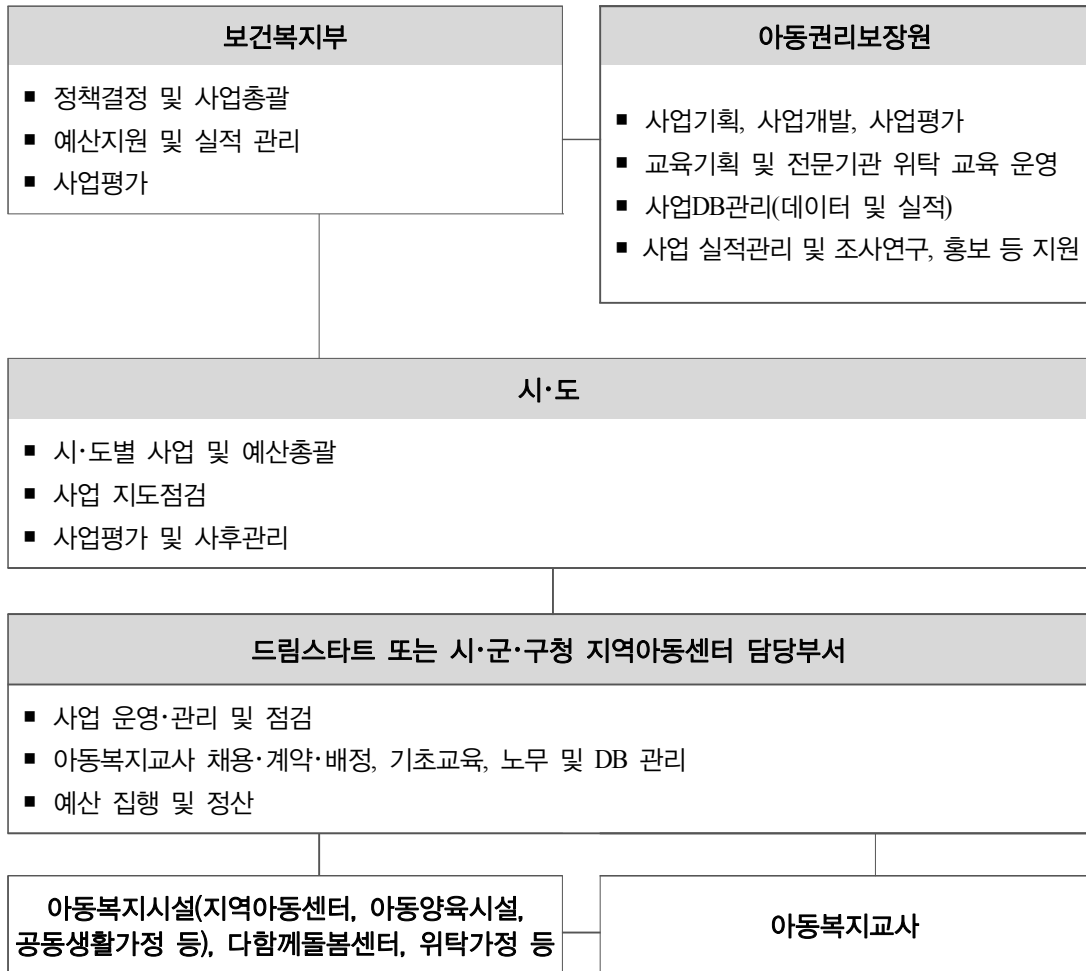 보건복지부
■ 정책결정 및 사업총괄
■ 예산지원 및 실적 관리
■ 사업평가
아동권리보장원
■ 사업기획, 사업개발, 사업평가
■ 교육기획 및 전문기관 위탁 교육 운영
■ 사업DB관리(데이터 및 실적)
■ 사업 실적관리 및 조사연구, 홍보 등 지원
시·도
■ 시·도별 사업 및 예산총괄
■ 사업 지도점검
■ 사업평가 및 사후관리
드림스타트 또는 시·군·구청 지역아동센터 담당부서
■ 사업 운영·관리 및 점검
■ 아동복지교사 채용·계약·배정, 기초교육, 노무 및 DB 관리
■ 예산 집행 및 정산
아동복지시설(지역아동센터, 아동양육시설,
공동생활가정 등), 다함께돌봄센터, 위탁가정 등
아동복지교사